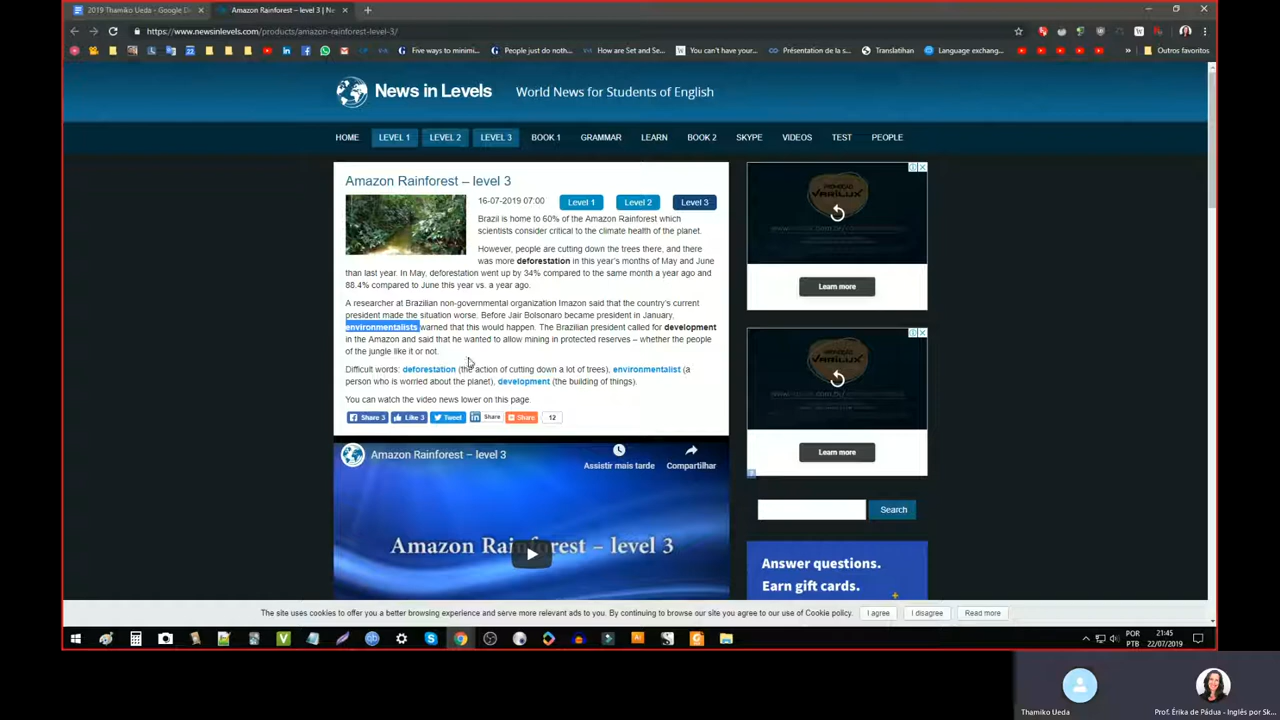 2019 Thamiko Ueda - Google D
Amazon Rainforest – level 3 | Ne
https://www.newsinlevels.com/products/amazon-rainforest-level-3/
Five ways to minimi...
People just do noth...
How are Set and Se...
You can't have your...
Présentation de la s...
Translatihan
Language exchang...
Outros favoritos
News in Levels
World News for Students of English
HOME
LEVEL 1
LEVEL 2
LEVEL 3
BOOK 1
GRAMMAR
LEARN
BOOK 2
SKYPE
VIDEOS
TEST
PEOPLE
Amazon Rainforest – level 3
16-07-2019 07:00
Level 1
Level 2
Level 3
Brazil is home to 60% of the Amazon Rainforest which
scientists consider critical to the climate health of the planet.
However, people are cutting down the trees there, and there
was more deforestation in this year's months of May and June
than last year. In May, deforestation went up by 34% compared to the same month a year ago and
88.4% compared to June this year vs. a year ago.
A researcher at Brazilian non-governmental organization Imazon said that the country's current
president made the situation worse. Before Jair Bolsonaro became president in January,
environmentalists warned that this would happen. The Brazilian president called for development
in the Amazon and said that he wanted to allow mining in protected reserves – whether the people
of the jungle like it or not.
Difficult words: deforestation (the action of cutting down a lot of trees), environmentalist (a
person who is worried about the planet), development (the building of things).
You can watch the video news lower on this page.
Share 3
Like 3
Tweet
Share
Share
12
Amazon Rainforest – level 3
Assistir mais tarde
Compartilhar
Amazon Rainforest – level 3
VARILUX
Learn more
VARILUX
Learn more
Search
Answer questions.
Earn gift cards.
The site uses cookies to offer you a better browsing experience and serve more relevant ads to you. By continuing to browse our site you agree to our use of Cookie policy.
I agree
I disagree
Read more
POR
PTB
21:45
22/07/2019
Thamiko Ueda
Prof. Érika de Pádua - Inglês por Sk...